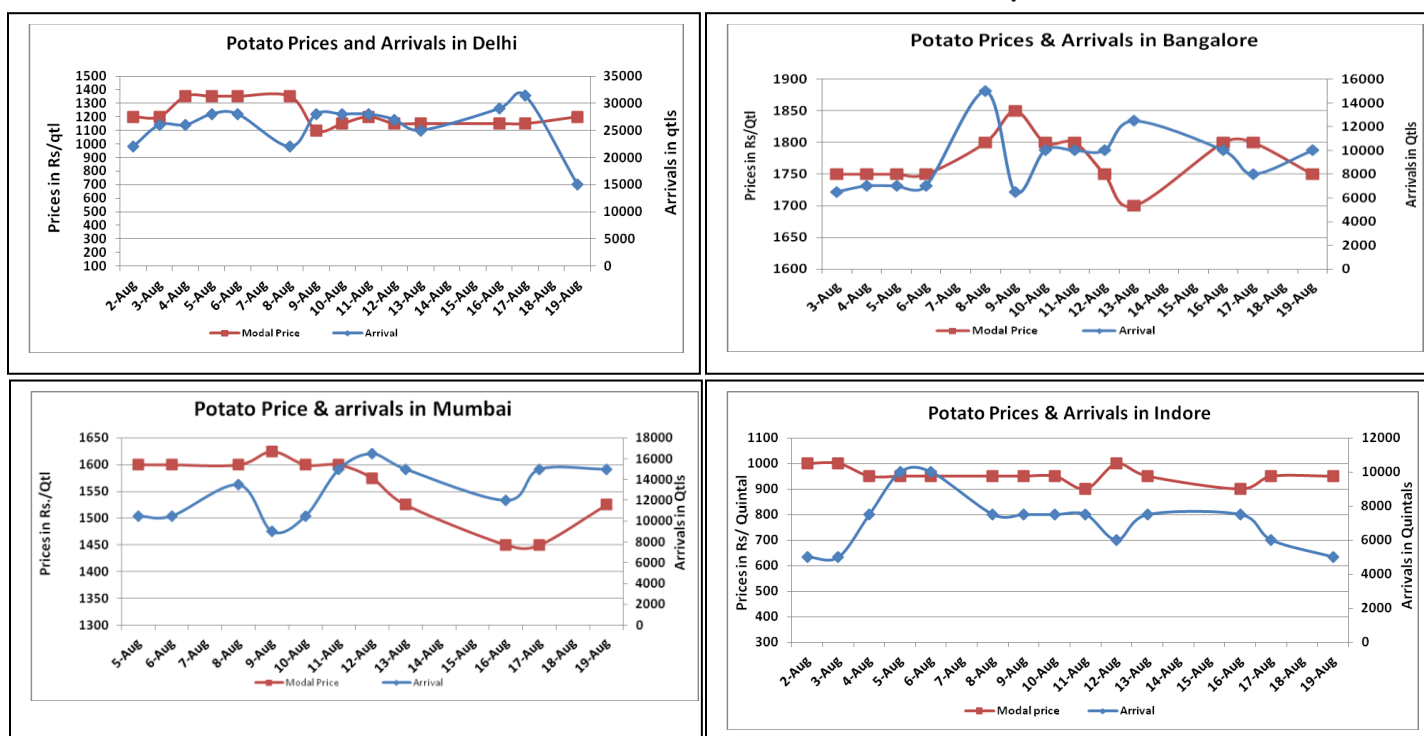 Potato Prices and Arrivals in Delhi
Prices in Rs/qtl
1500
1400
1300
1200
1100
1000
900
800
700
600
500
400
300
200
100
35000
30000
25000
20000
15000
10000
5000
0
Arrivals in qtls
2-Aug
3-Aug
4-Aug
5-Aug
6-Aug
7-Aug
8-Aug
9-Aug
10-Aug
11-Aug
12-Aug
13-Aug
14-Aug
15-Aug
16-Aug
17-Aug
18-Aug
19-Aug
Modal Price
Arrival
Potato Prices & Arrivals in Bangalore
Prices in Rs/Qtl
1900
1850
1800
1750
1700
1650
1600
16000
14000
12000
10000
8000
6000
4000
2000
0
Arrivals in Qtls
3-Aug
4-Aug
5-Aug
6-Aug
7-Aug
8-Aug
9-Aug
10-Aug
11-Aug
12-Aug
13-Aug
14-Aug
15-Aug
16-Aug
17-Aug
18-Aug
19-Aug
Modal Price
Arrival
Potato Price & arrivals in Mumbai
Prices in Rs./Qtl
1650
1600
1550
1500
1450
1400
1350
1300
18000
16000
14000
12000
10000
8000
6000
4000
2000
0
Arrivals in Qtls
5-Aug
6-Aug
7-Aug
8-Aug
9-Aug
10-Aug
11-Aug
12-Aug
13-Aug
14-Aug
15-Aug
16-Aug
17-Aug
18-Aug
19-Aug
Modal Price
Arrival
Potato Prices & Arrivals in Indore
Prices in Rs/ Quintal
1100
1000
900
800
700
600
500
400
300
12000
10000
8000
6000
4000
2000
0
Arrivals in Quintals
2-Aug
3-Aug
4-Aug
5-Aug
6-Aug
7-Aug
8-Aug
9-Aug
10-Aug
11-Aug
12-Aug
13-Aug
14-Aug
15-Aug
16-Aug
17-Aug
18-Aug
19-Aug
Modal price
Arrival